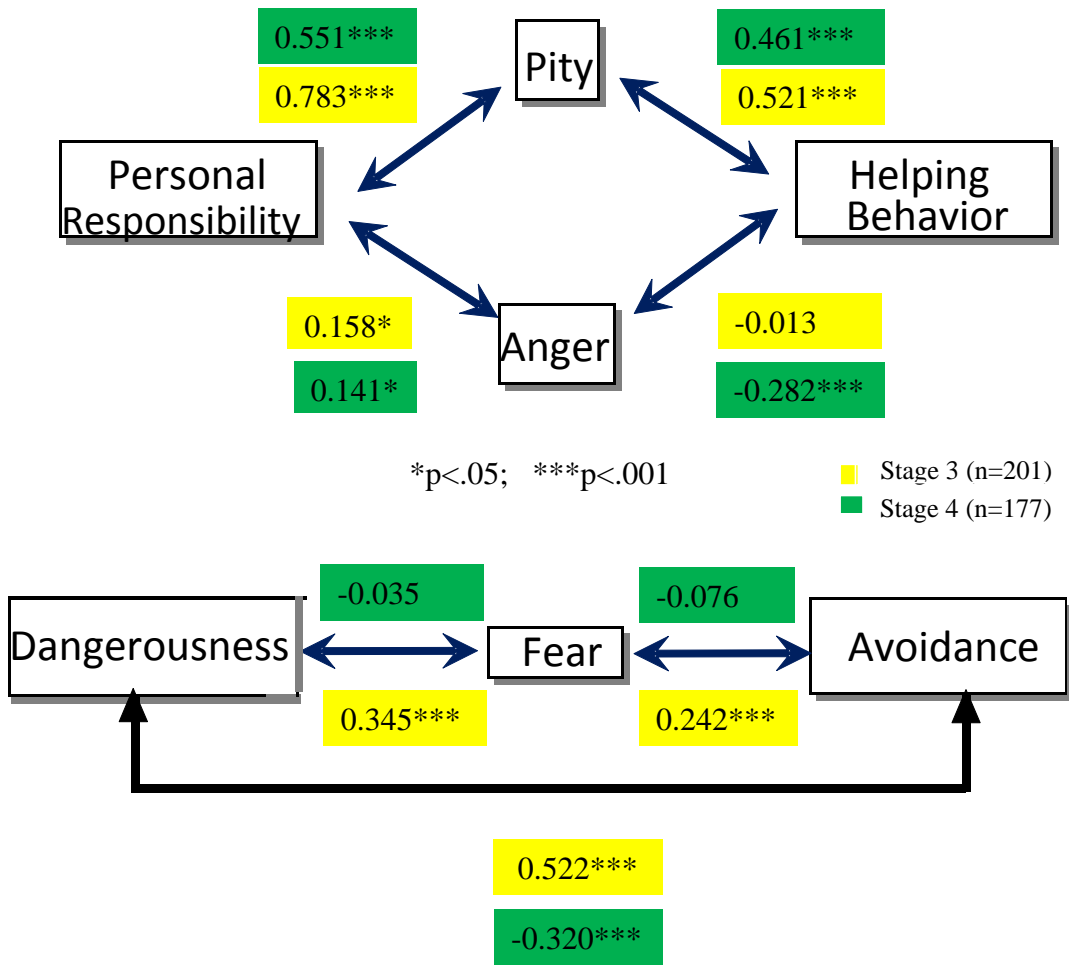 0.551***
0.783***
Pity
0.461***
0.521***
Personal
Responsibility
Helping
Behavior
0.158*
0.141*
Anger
-0.013
-0.282***
*p<.05; ***p<.001
Stage 3 (n=201)
Stage 4 (n=177)
-0.035
-0.076
Dangerousness
Fear
Avoidance
0.345***
0.242***
0.522***
-0.320***